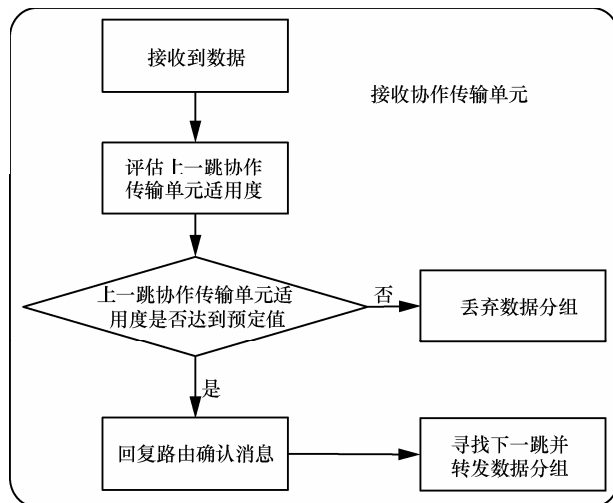 接收到数据
接收协作传输单元
评估上一跳协作
传输单元适用度
上一跳协作传输单元适
用度是否达到预定值
否
丢弃数据分组
是
回复路由确认消息
寻找下一跳并
转发数据分组